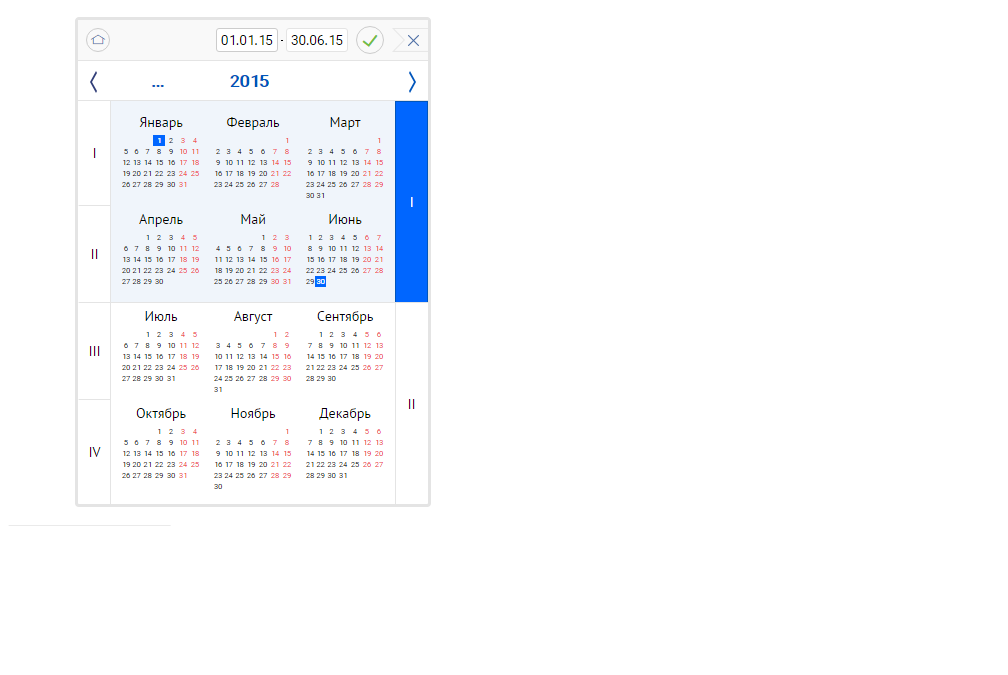 01.01.15 - 30.06.15
... 2015
Январь Февраль Март
1 2 3 4 1 1
5 6 7 8 9 10 11 2 3 4 5 6 7 8 2 3 4 5 6 7 8
I 12 13 14 15 16 17 18 9 10 11 12 13 14 15 9 10 11 12 13 14 15
19 20 21 22 23 24 25 16 17 18 19 20 21 22 16 17 18 19 20 21 22
26 27 28 29 30 31 23 24 25 26 27 28 23 24 25 26 27 28 29
30 31
I
Апрель Май Июнь
1 2 3 4 5 1 2 3 1 2 3 4 5 6 7
II 6 7 8 9 10 11 12 4 5 6 7 8 9 10 8 9 10 11 12 13 14
13 14 15 16 17 18 19 11 12 13 14 15 16 17 15 16 17 18 19 20 21
20 21 22 23 24 25 26 18 19 20 21 22 23 24 22 23 24 25 26 27 28
27 28 29 30 25 26 27 28 29 30 31 29 30
Июль Август Сентябрь
1 2 3 4 5 1 2 1 2 3 4 5 6
III 6 7 8 9 10 11 12 3 4 5 6 7 8 9 7 8 9 10 11 12 13
13 14 15 16 17 18 19 10 11 12 13 14 15 16 14 15 16 17 18 19 20
20 21 22 23 24 25 26 17 18 19 20 21 22 23 21 22 23 24 25 26 27
27 28 29 30 31 24 25 26 27 28 29 30 28 29 30
31
II
Октябрь Ноябрь Декабрь
1 2 3 4 1 1 2 3 4 5 6
5 6 7 8 9 10 11 2 3 4 5 6 7 8 7 8 9 10 11 12 13
IV 12 13 14 15 16 17 18 9 10 11 12 13 14 15 14 15 16 17 18 19 20
19 20 21 22 23 24 25 16 17 18 19 20 21 22 21 22 23 24 25 26 27
26 27 28 29 30 31 23 24 25 26 27 28 29 28 29 30 31
30